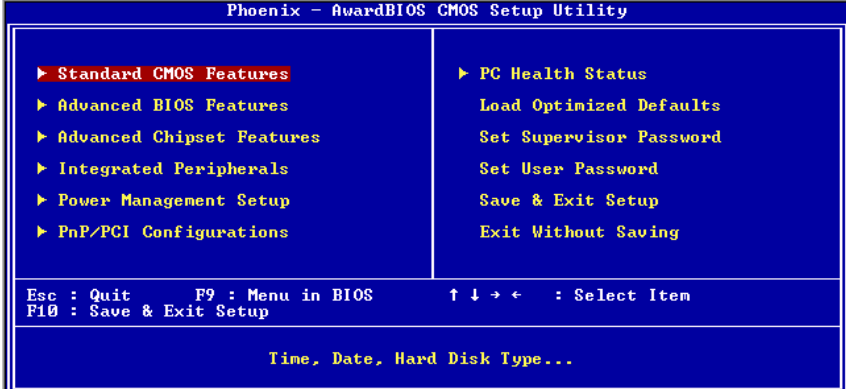 Phoenix - AwardBIOS CMOS Setup Utility
▶ Standard CMOS Features
▶ Advanced BIOS Features
▶ Advanced Chipset Features
▶ Integrated Peripherals
▶ Power Management Setup
▶ PnP/PCI Configurations
▶ PC Health Status
Load Optimized Defaults
Set Supervisor Password
Set User Password
Save & Exit Setup
Exit Without Saving
Esc : Quit F9 : Menu in BIOS ↑ ↓ → ← : Select Item
F10 : Save & Exit Setup
Time, Date, Hard Disk Type...